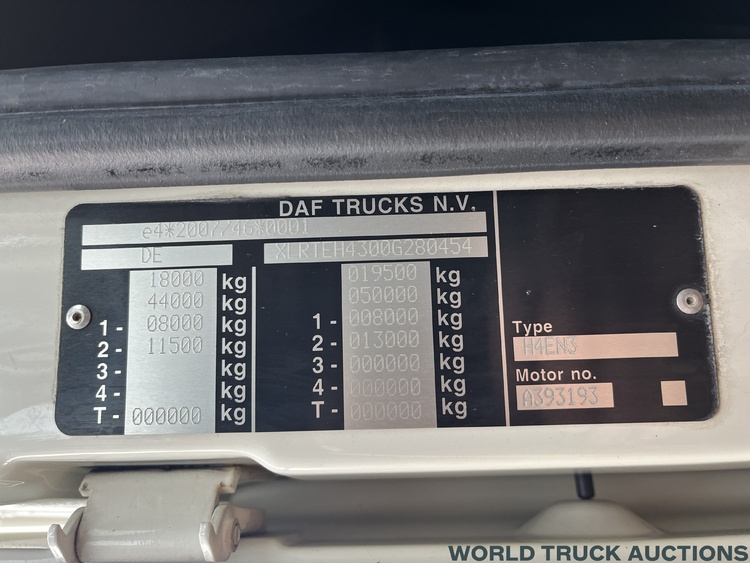 DAF TRUCKS N.V.
e4*2007/46*0001
DE XLRTEH4300G280454
18000 kg 019500 kg
44000 kg 050000 kg
1- 08000 kg 1- 008000 kg
2- 11500 kg 2- 013000 kg
3- kg 3- 000000 kg
4- kg 4- 000000 kg
T- 000000 kg T- 000000 kg
Type
H4EN3
Motor no.
A393193
WORLD TRUCK AUCTIONS